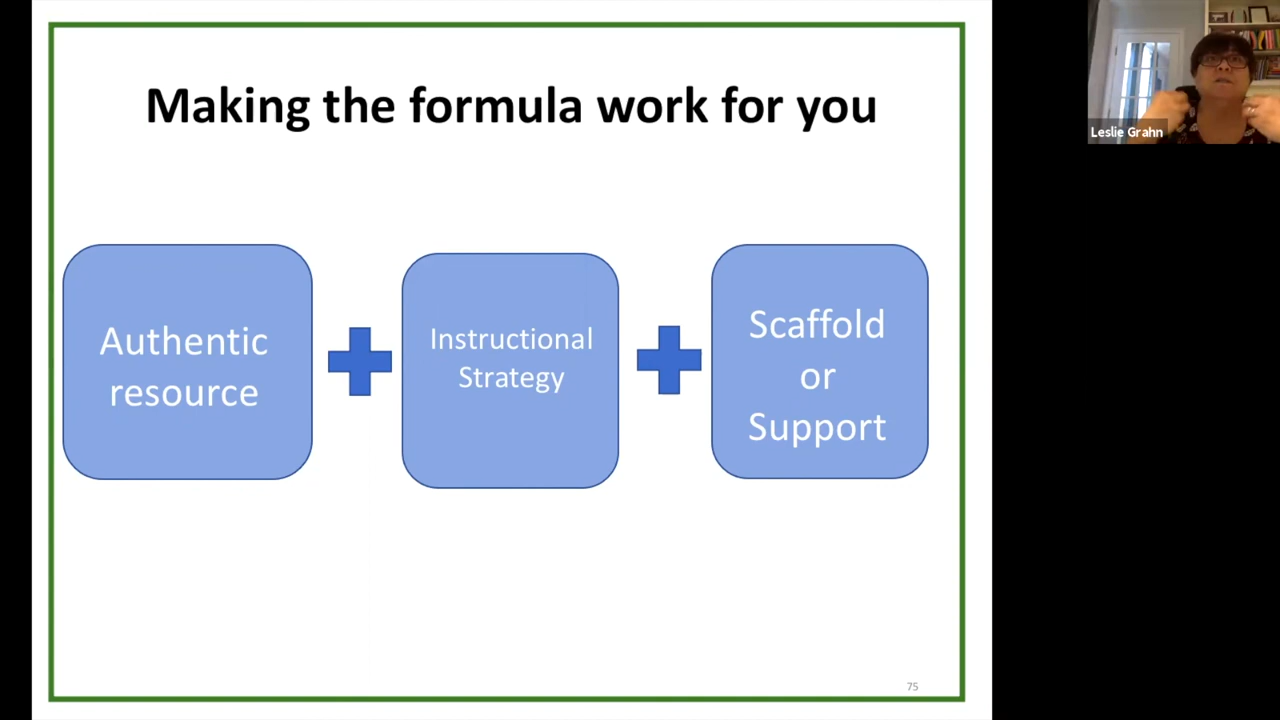 Making the formula work for you
Authentic
resource
Instructional
Strategy
Scaffold
or
Support
75
Leslie Grahn